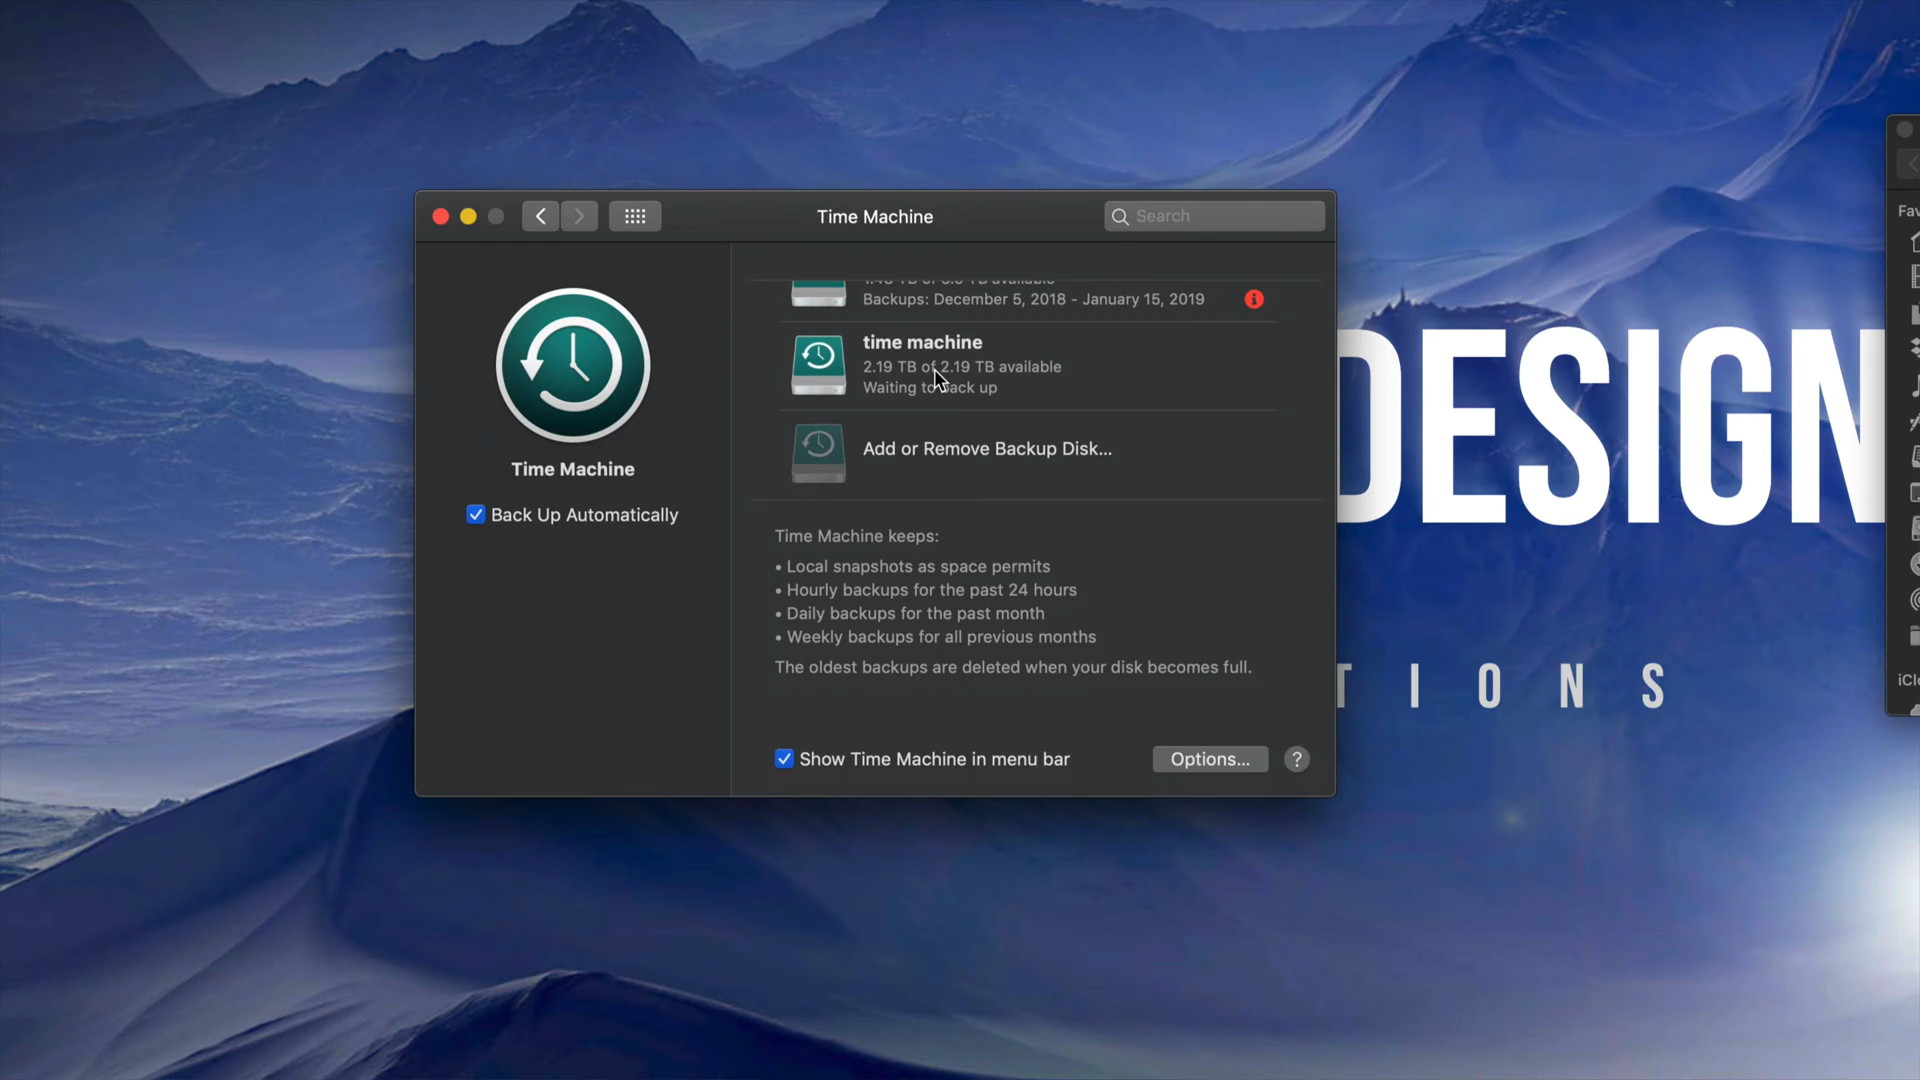 Time Machine
Search
Backups: December 5, 2018 - January 15, 2019
time machine
2.19 TB of 2.19 TB available
Waiting to back up
Add or Remove Backup Disk...
Time Machine
Back Up Automatically
Time Machine keeps:
• Local snapshots as space permits
• Hourly backups for the past 24 hours
• Daily backups for the past month
• Weekly backups for all previous months
The oldest backups are deleted when your disk becomes full.
Show Time Machine in menu bar
Options...
?
DESIGN
TIONS
Fav
iClo